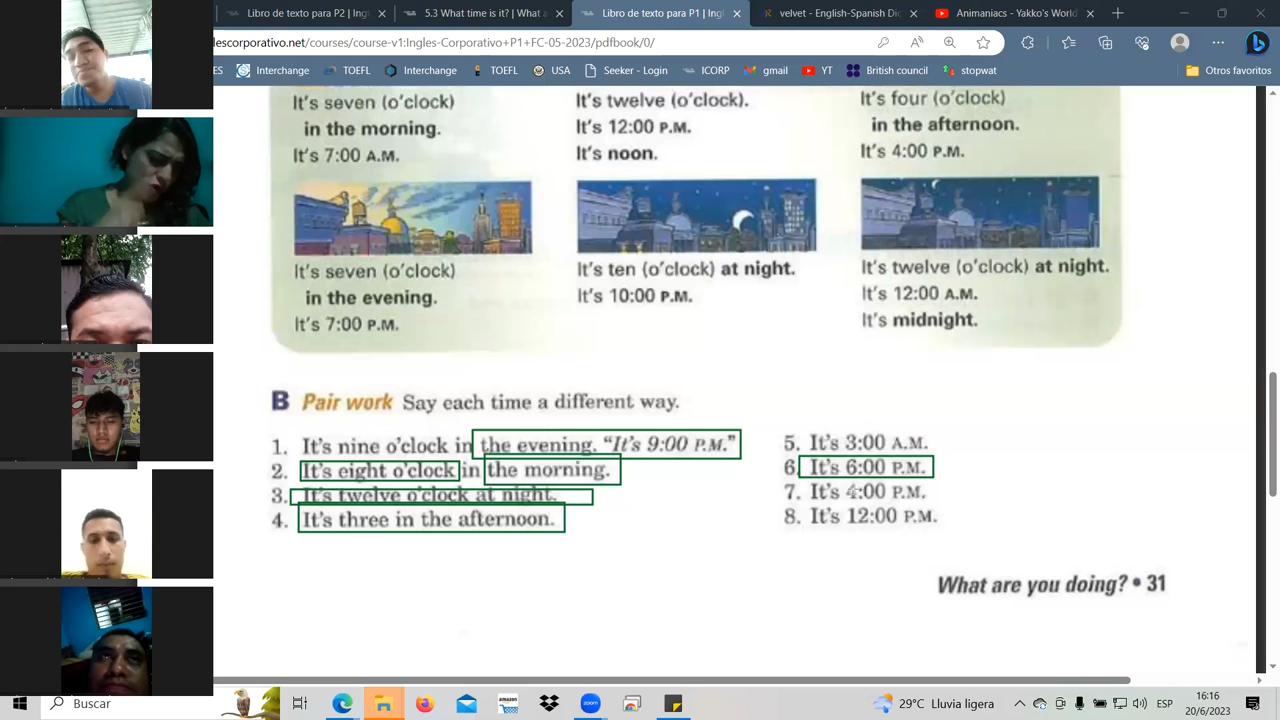 Libro de texto para P2 | Ingl
5.3 What time is it? | What
Libro de texto para P1 | Ing
velvet - English-Spanish Di
Animaniacs - Yakko's World
lescorporativo.net/courses/course-v1:Ingles-Corporativo+P1+FC-05-2023/pdfbook/0/
ES
Interchange
TOEFL
Interchange
TOEFL
USA
Seeker - Login
ICORP
gmail
YT
British council
stopwat
Otros favoritos
It's seven (o'clock)
in the morning.
It's 7:00 A.M.
It's twelve (o'clock).
It's 12:00 P.M.
It's noon.
It's four (o'clock)
in the afternoon.
It's 4:00 P.M.
It's seven (o'clock)
in the evening.
It's 7:00 P.M.
It's ten (o'clock) at night.
It's 10:00 P.M.
It's twelve (o'clock) at night.
It's 12:00 A.M.
It's midnight.
B Pair work Say each time a different way.
1. It's nine o'clock in the evening. "It's 9:00 P.M."
2. It's eight o'clock in the morning.
3. It's twelve o'clock at night.
4. It's three in the afternoon.
5. It's 3:00 A.M.
6. It's 6:00 P.M.
7. It's 4:00 P.M.
8. It's 12:00 P.M.
What are you doing? • 31
Buscar
amazon
zoom
29°C Lluvia ligera
ESP
16:16
20/6/2023